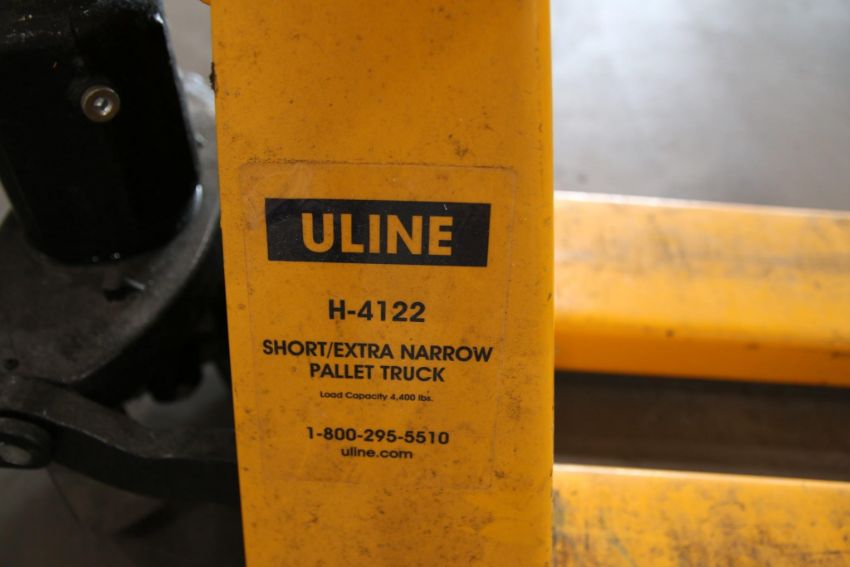 ULINE
H-4122
SHORT/EXTRA NARROW
PALLET TRUCK
Load Capacity 4,400 lbs.
1-800-295-5510
uline.com